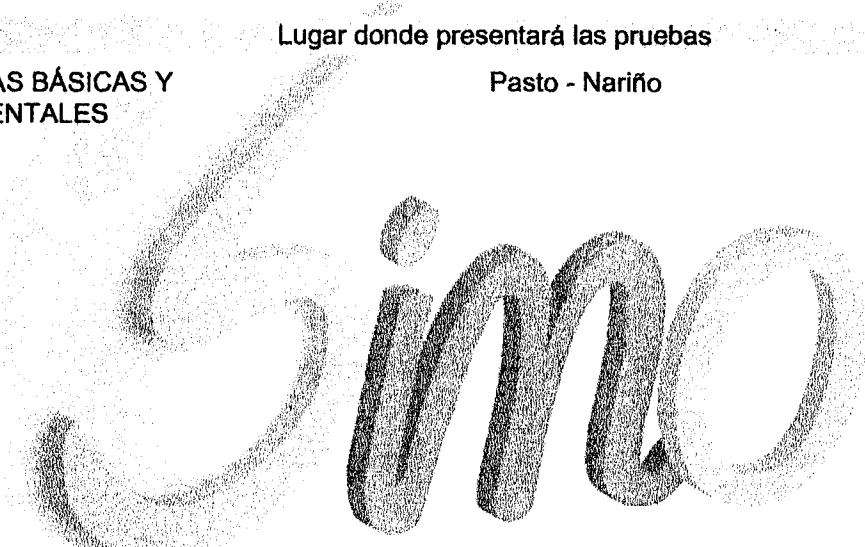 Lugar donde presentará las pruebas
AS BÁSICAS Y
ENTALES
Pasto - Nariño
Simo